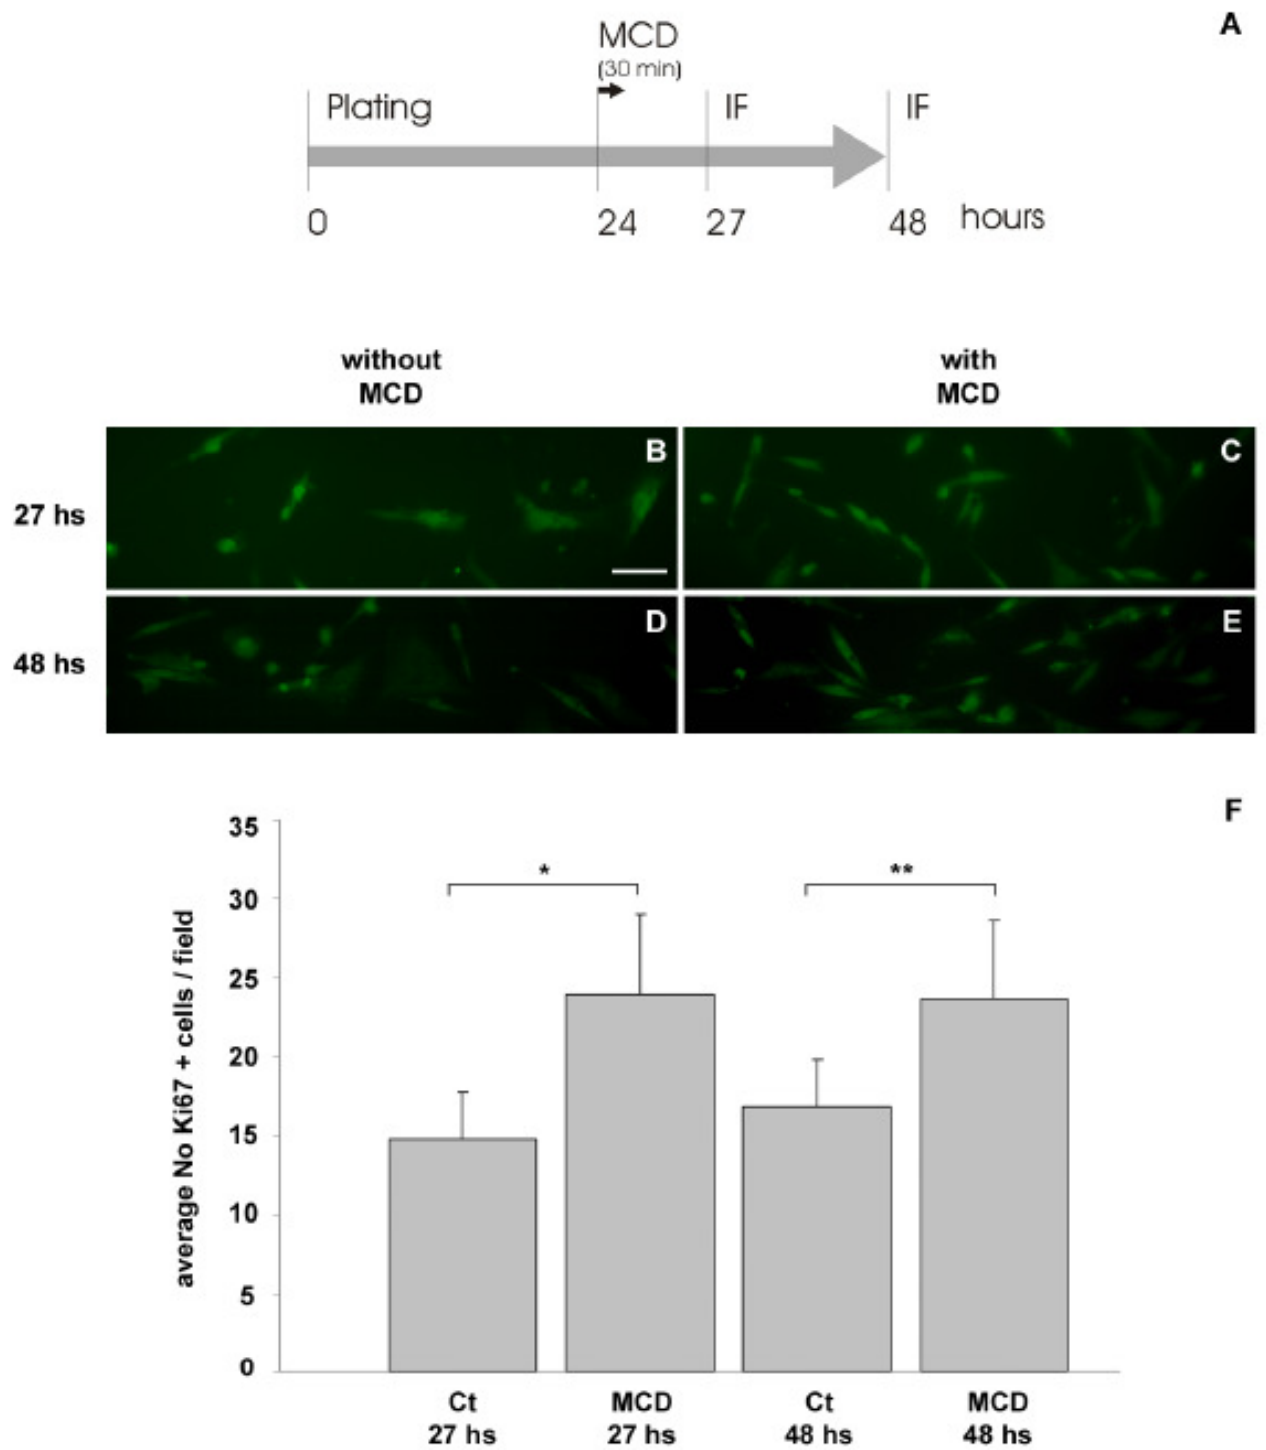 A
MCD
(30 min)
Plating
IF
IF
0
24
27
48
hours
without
MCD
with
MCD
27 hs
B
C
48 hs
D
E
F
average No Ki67 + cells / field
35
30
25
20
15
10
5
0
*
**
Ct
27 hs
MCD
27 hs
Ct
48 hs
MCD
48 hs